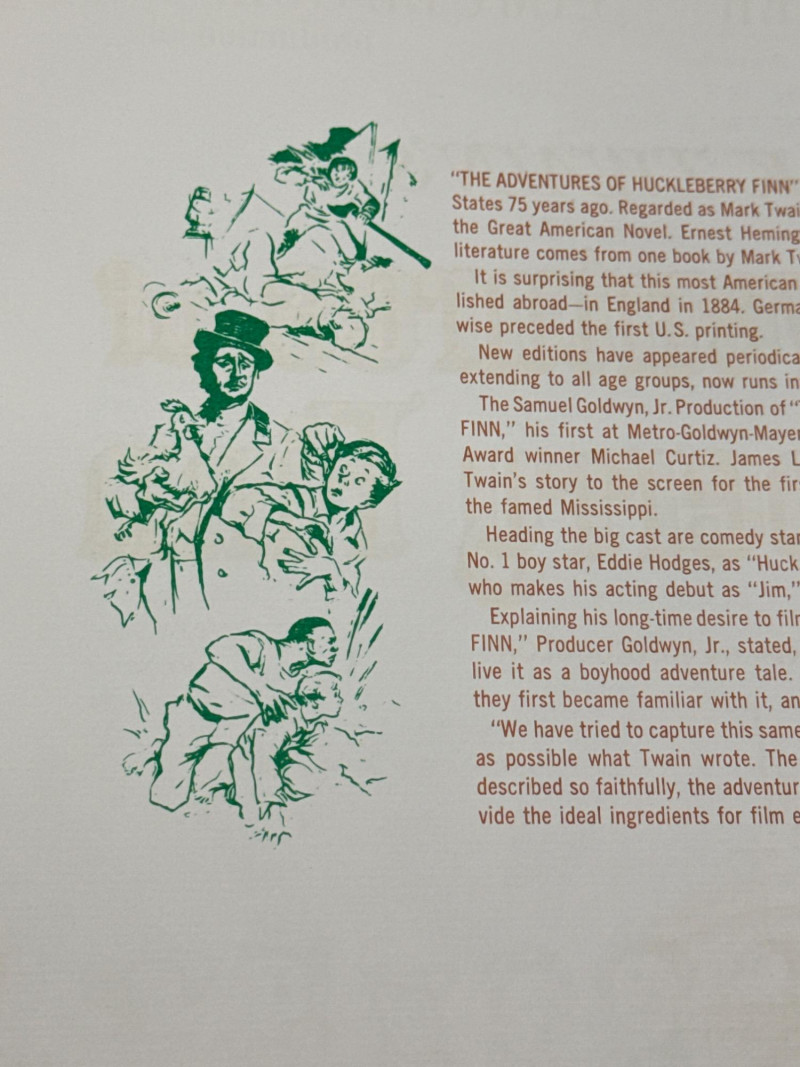 "THE ADVENTURES OF HUCKLEBERRY FINN"
States 75 years ago. Regarded as Mark Twai
the Great American Novel. Ernest Heming
literature comes from one book by Mark Tw
It is surprising that this most American
lished abroad—in England in 1884. Germa
wise preceded the first U.S. printing.
New editions have appeared periodica
extending to all age groups, now runs in
The Samuel Goldwyn, Jr. Production of "
FINN," his first at Metro-Goldwyn-Mayer
Award winner Michael Curtiz. James L
Twain's story to the screen for the fir
the famed Mississippi.
Heading the big cast are comedy star
No. 1 boy star, Eddie Hodges, as "Huck
who makes his acting debut as "Jim,"
Explaining his long-time desire to film
FINN," Producer Goldwyn, Jr., stated,
live it as a boyhood adventure tale.
they first became familiar with it, an
"We have tried to capture this same
as possible what Twain wrote. The
described so faithfully, the adventur
vide the ideal ingredients for film e